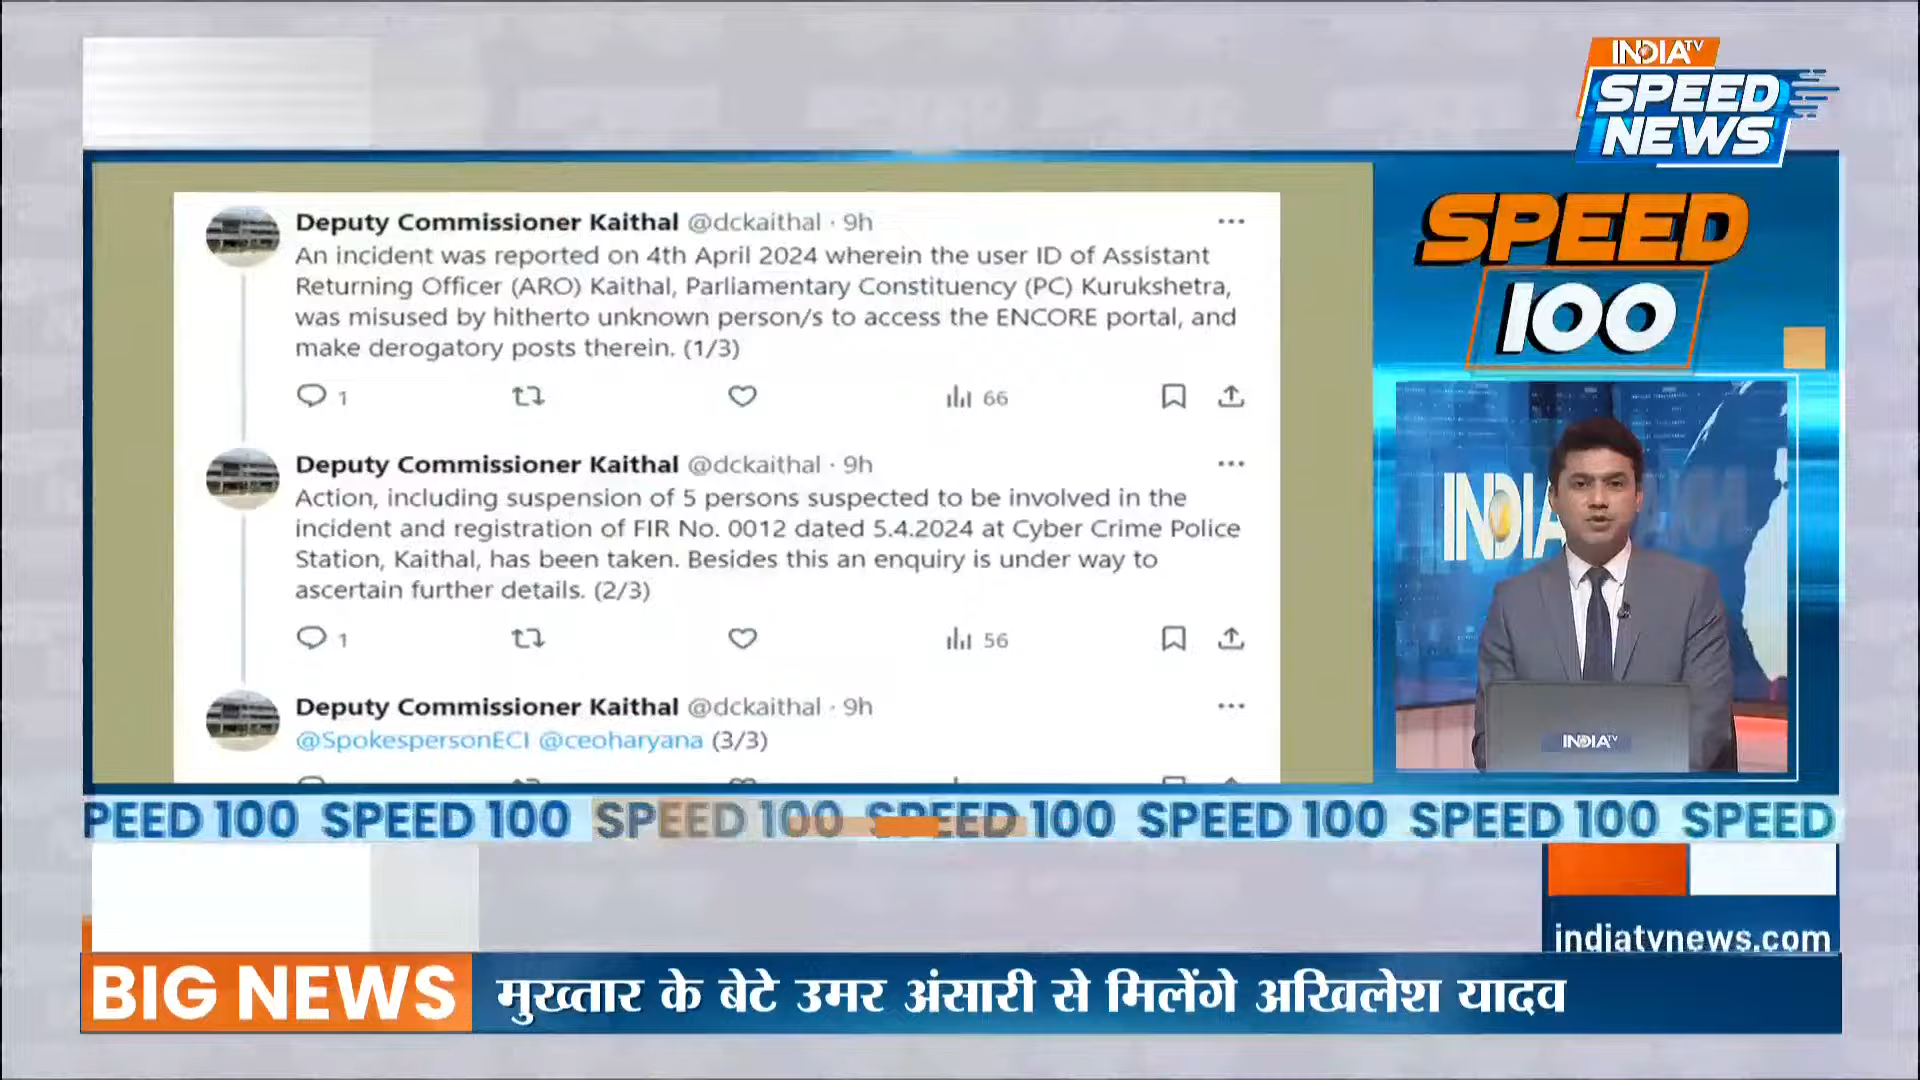 INDIA TV
SPEED
NEWS
Deputy Commissioner Kaithal @dckaithal · 9h
An incident was reported on 4th April 2024 wherein the user ID of Assistant
Returning Officer (ARO) Kaithal, Parliamentary Constituency (PC) Kurukshetra,
was misused by hitherto unknown person/s to access the ENCORE portal, and
make derogatory posts therein. (1/3)
1
66
Deputy Commissioner Kaithal @dckaithal · 9h
Action, including suspension of 5 persons suspected to be involved in the
incident and registration of FIR No. 0012 dated 5.4.2024 at Cyber Crime Police
Station, Kaithal, has been taken. Besides this an enquiry is under way to
ascertain further details. (2/3)
1
56
Deputy Commissioner Kaithal @dckaithal · 9h
@SpokespersonECI @ceoharyana (3/3)
SPEED
100
INDIA
INDIA TV
PEED 100 SPEED 100 SPEED 100 SPEED 100 SPEED 100 SPEED 100 SPEED
indiatvnews.com
BIG NEWS
मुख्तार के बेटे उमर अंसारी से मिलेंगे अखिलेश यादव